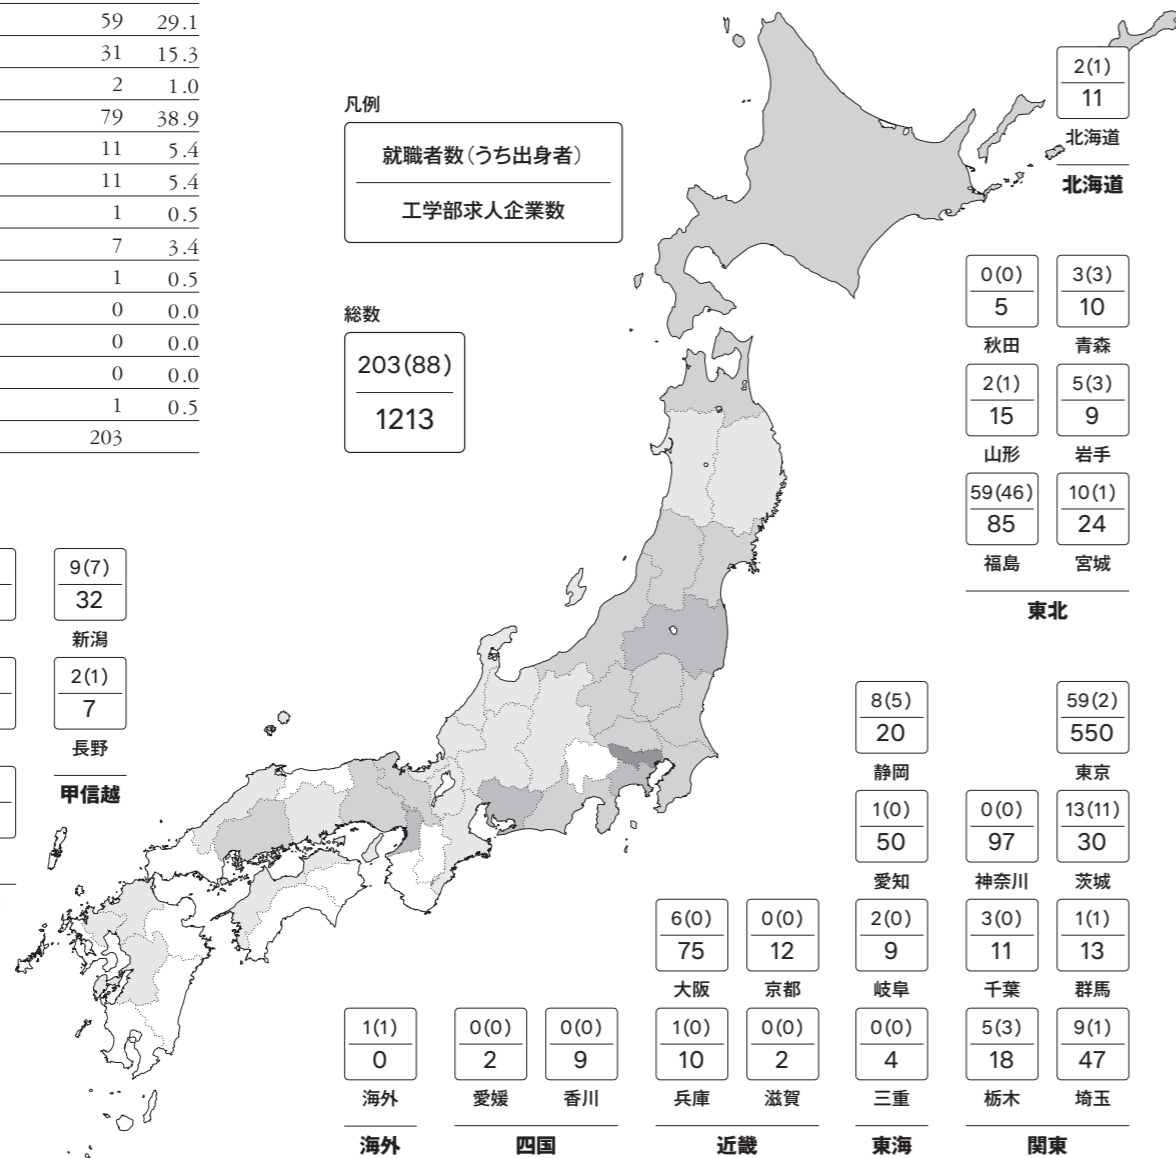 59 29.1
31 15.3
2 1.0
79 38.9
11 5.4
11 5.4
1 0.5
7 3.4
1 0.5
0 0.0
0 0.0
0 0.0
1 0.5
203
凡例
就職者数(うち出身者)
工学部求人企業数
総数
203(88)
1213
2(1)
11
北海道
北海道
0(0)
5
秋田
3(3)
10
青森
2(1)
15
山形
5(3)
9
岩手
59(46)
85
福島
10(1)
24
宮城
東北
9(7)
32
新潟
2(1)
7
長野
甲信越
8(5)
20
静岡
59(2)
550
東京
1(0)
50
愛知
0(0)
97
神奈川
13(11)
30
茨城
6(0)
75
大阪
0(0)
12
京都
2(0)
9
岐阜
3(0)
11
千葉
1(1)
13
群馬
1(1)
0
海外
0(0)
2
愛媛
0(0)
9
香川
1(0)
10
兵庫
0(0)
2
滋賀
0(0)
4
三重
5(3)
18
栃木
9(1)
47
埼玉
海外
四国
近畿
東海
関東